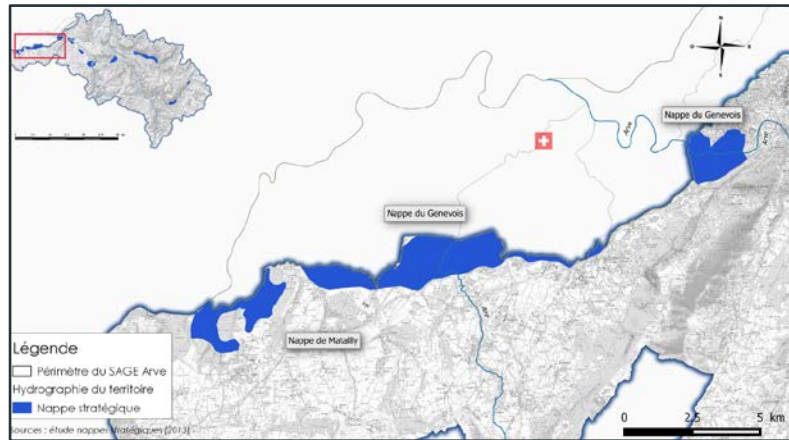 N
E
S
Nappe du Genevois
Arve
Arve
Nappe du Genevois
Nappe de Matailly
Légende
Périmètre du SAGE Arve
Hydrographie du territoire
Nappe stratégique
Sources : étude nappes stratégiques [2013]
0 2,5 5 km